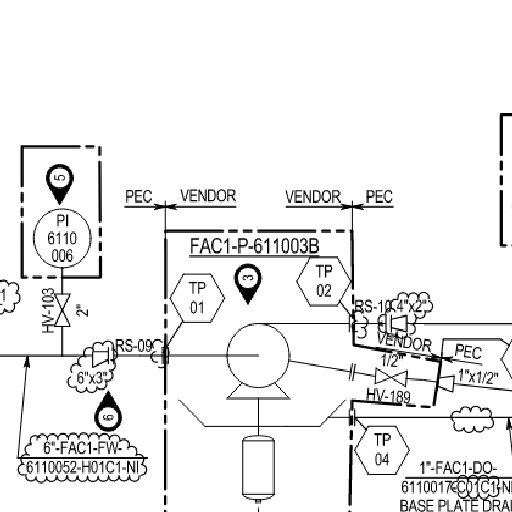 5
PI
6110
006
PEC
VENDOR
VENDOR
PEC
FAC1-P-611003B
TP
01
3
TP
02
HV-103
2"
RS-09
6"x3"
6
RS-10
4"x2"
VENDOR
1/2"
PEC
1"x1/2"
HV-189
TP
04
6"-FAC1-FW-
6110052-H01C1-NI
1"-FAC1-DO-
6110017-C01C1-NI
BASE PLATE DRAI
1